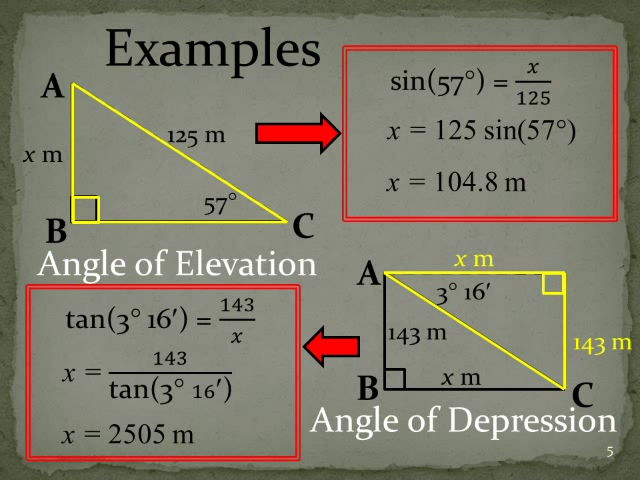 Examples
A
125 m
x m
57°
B
C
Angle of Elevation
sin(57°) = x/125
x = 125 sin(57°)
x = 104.8 m
tan(3° 16′) = 143/x
x = 143/tan(3° 16′)
x = 2505 m
x m
A
3° 16′
143 m
143 m
x m
B
C
Angle of Depression
5